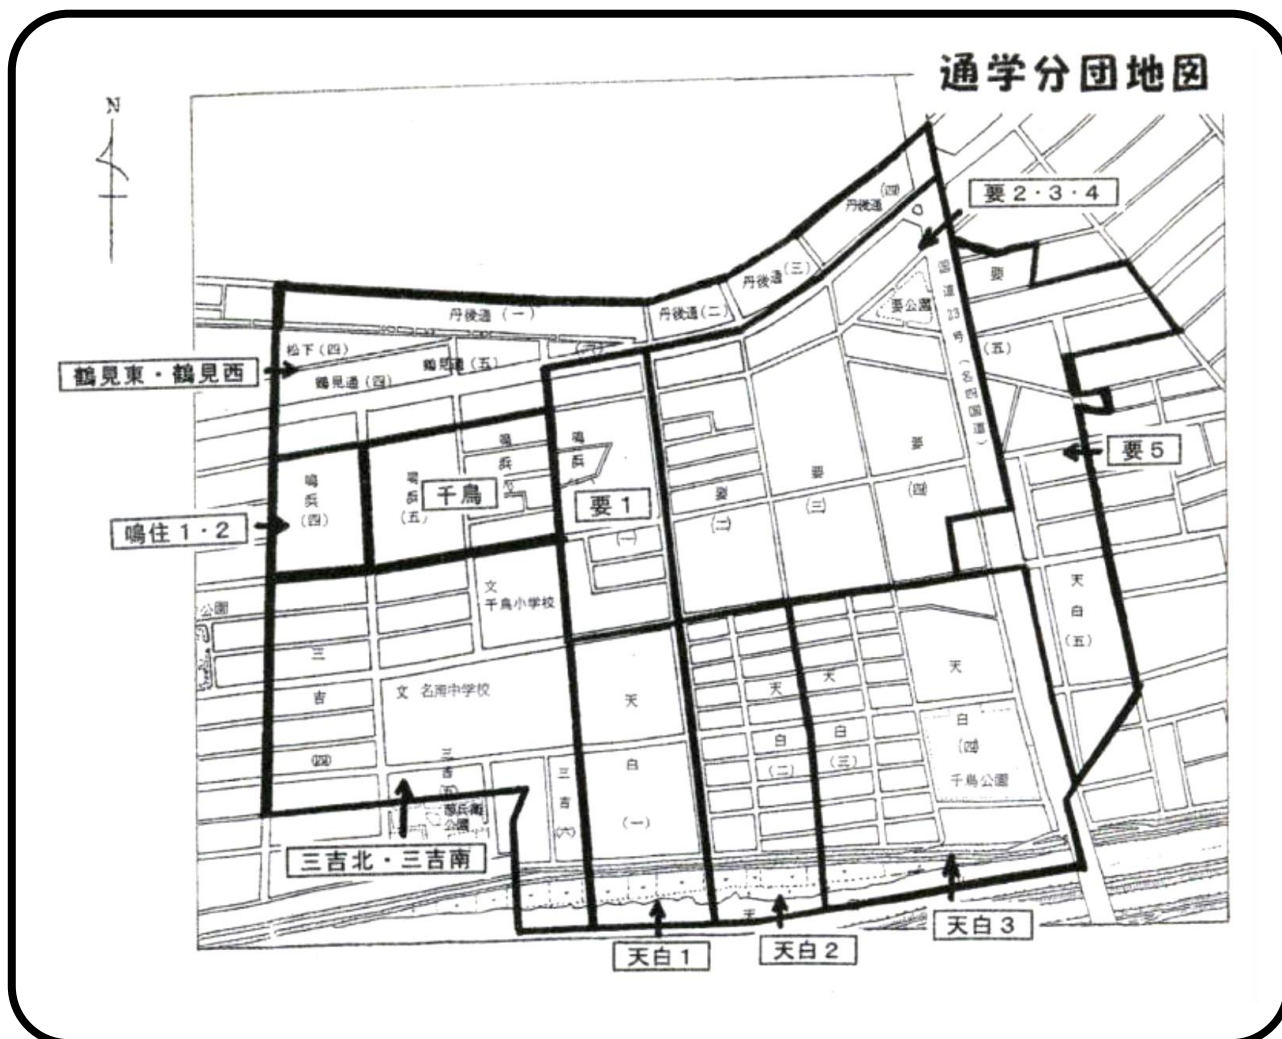 通学分団地図
N
要2・3・4
丹後通
(四)
丹後通(三)
丹後通(二)
丹後通(一)
国道23号(名四国道)
要公園
要
(五)
松下(四)
鶴見通(五)
(六)
鶴見通(四)
鶴見東・鶴見西
鳴浜
鳴浜
鳴浜
(四)
(五)
千鳥
要1
(一)
要
(二)
要
(三)
要
(四)
要5
鳴住1・2
文
千鳥小学校
公園
天白
(五)
三吉
(四)
文 名南中学校
天白
(一)
天白
(二)
天白
(三)
天白
(四)
千鳥公園
三吉
(五)
公園
三吉
(六)
三吉北・三吉南
天
天白1
天白2
天白3